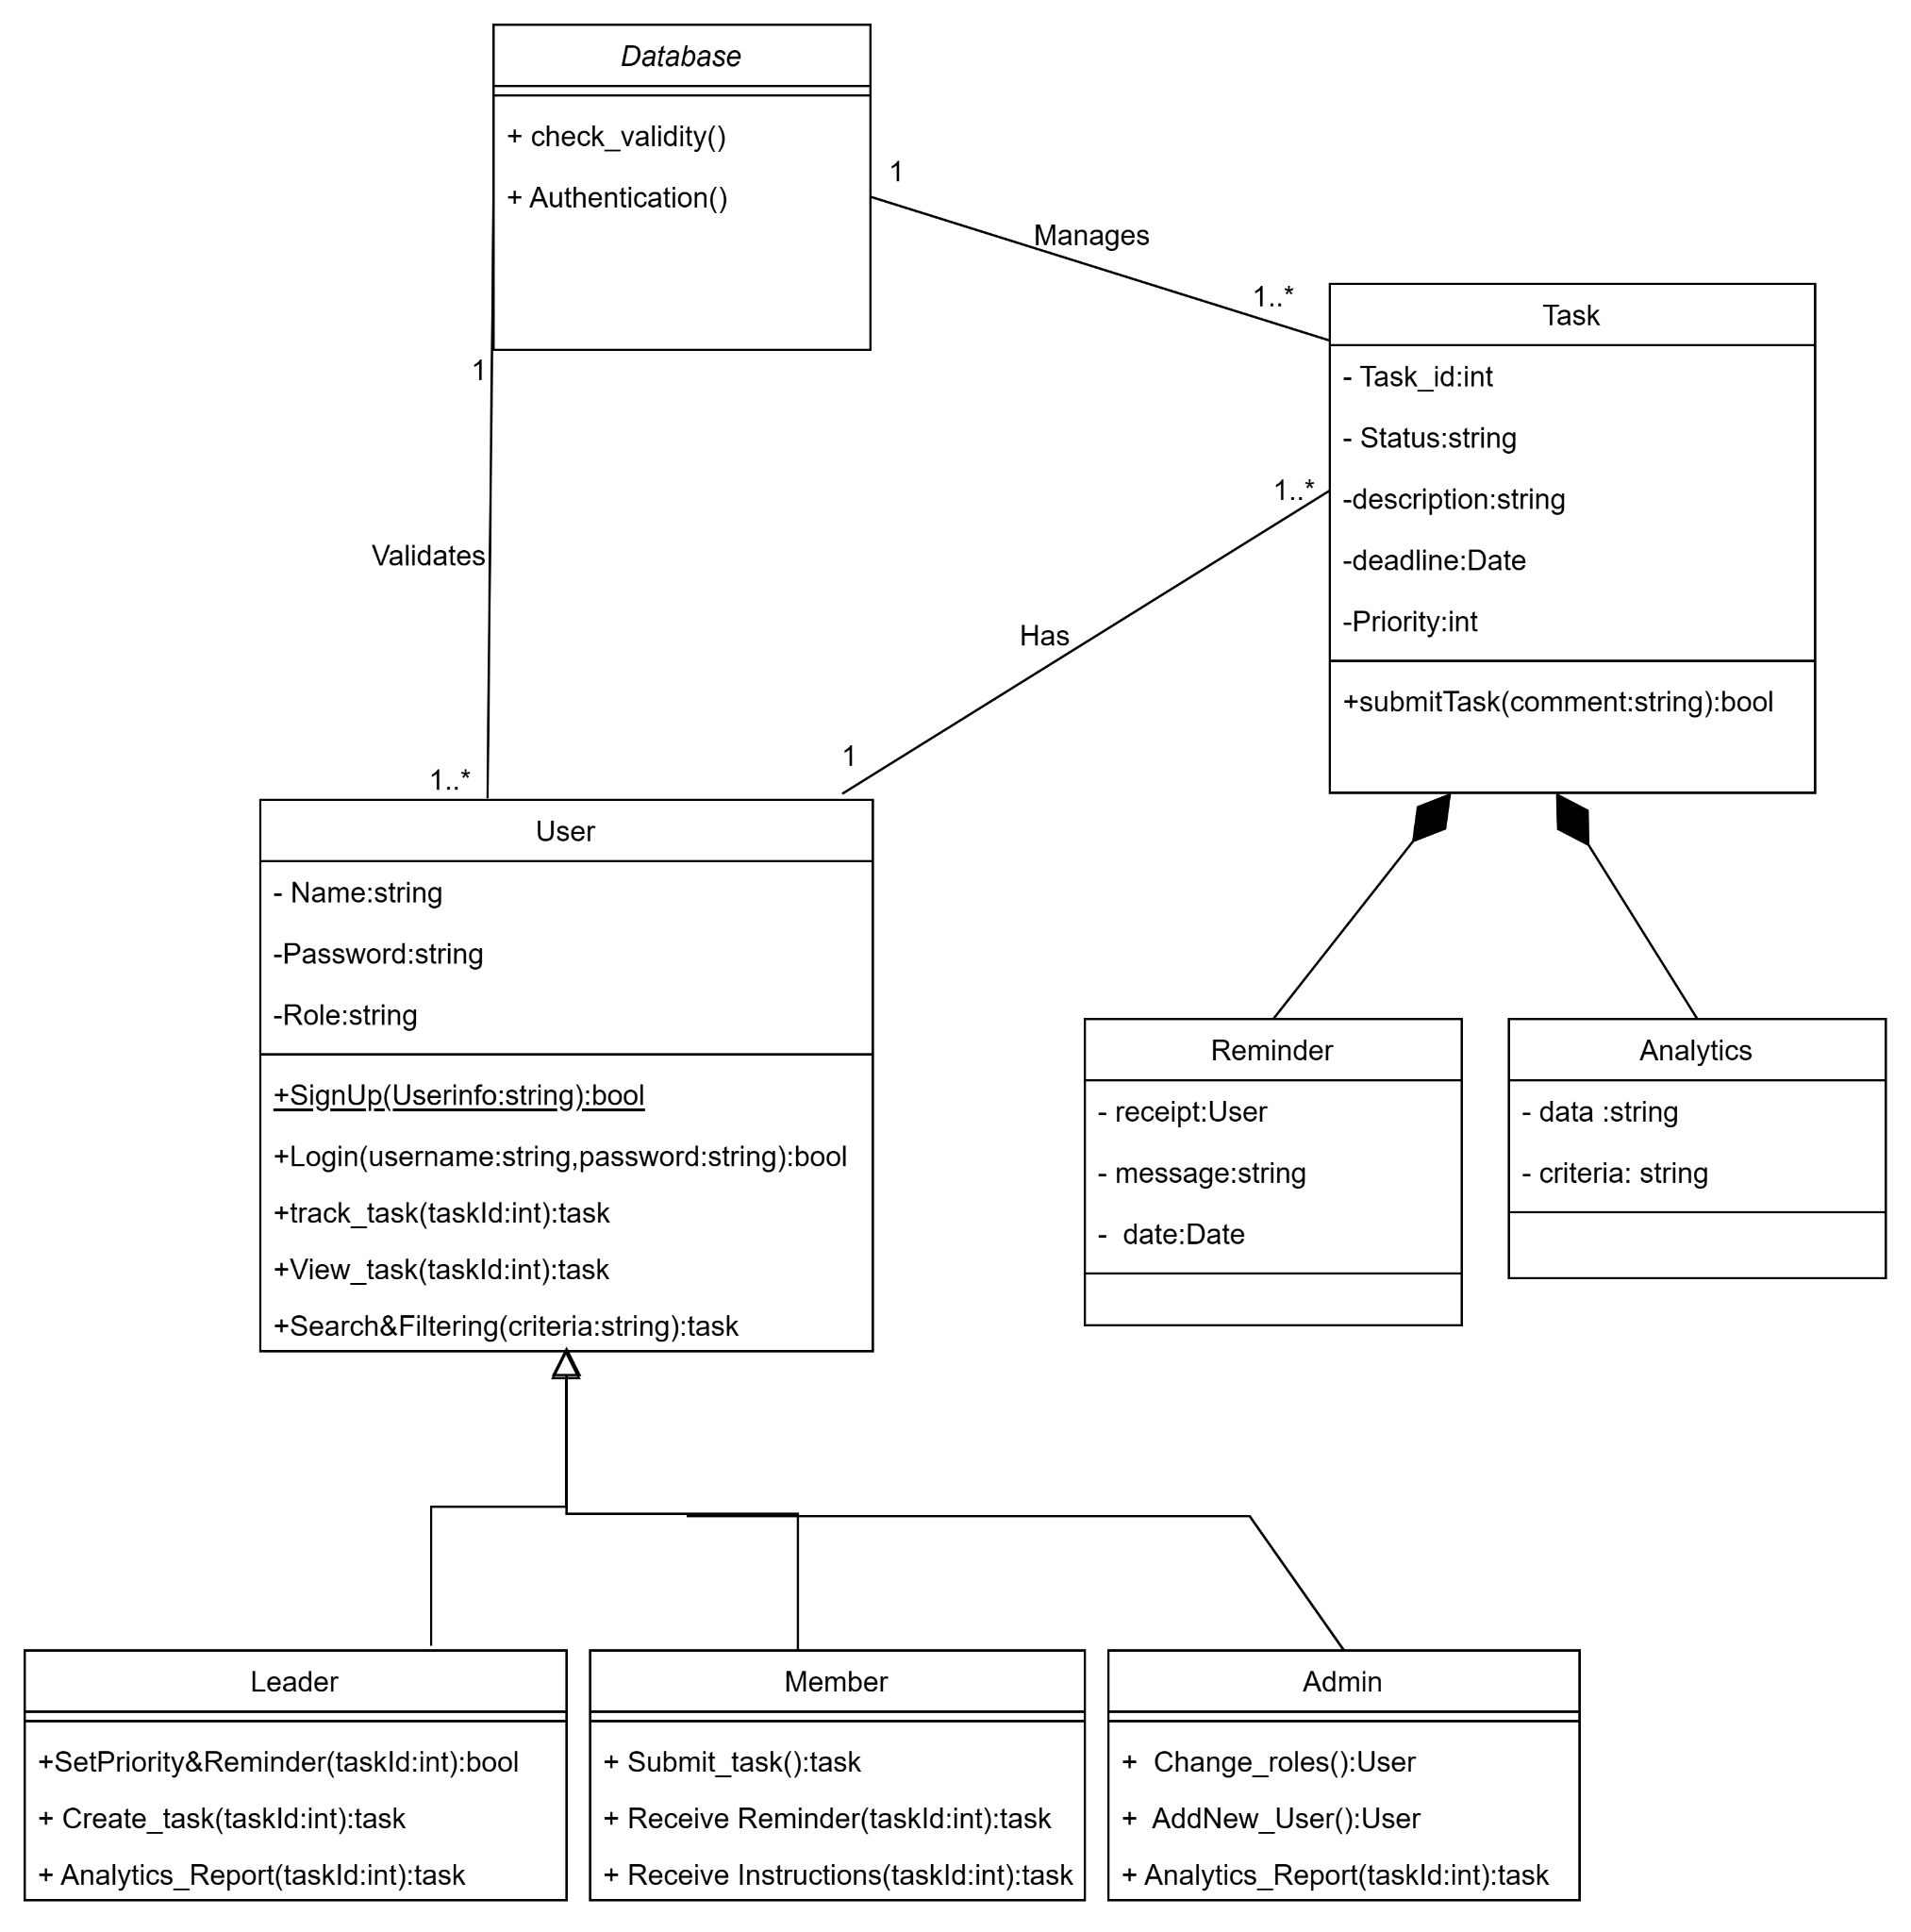 Database
+ check_validity()
+ Authentication()
1
Manages
1..*
1
Validates
1..*
Task
- Task_id:int
- Status:string
-description:string
-deadline:Date
-Priority:int
+submitTask(comment:string):bool
1..*
Has
1
User
- Name:string
-Password:string
-Role:string
+SignUp(Userinfo:string):bool
+Login(username:string,password:string):bool
+track_task(taskId:int):task
+View_task(taskId:int):task
+Search&Filtering(criteria:string):task
Reminder
- receipt:User
- message:string
-  date:Date
Analytics
- data :string
- criteria: string
Leader
+SetPriority&Reminder(taskId:int):bool
+ Create_task(taskId:int):task
+ Analytics_Report(taskId:int):task
Member
+ Submit_task():task
+ Receive Reminder(taskId:int):task
+ Receive Instructions(taskId:int):task
Admin
+  Change_roles():User
+  AddNew_User():User
+ Analytics_Report(taskId:int):task